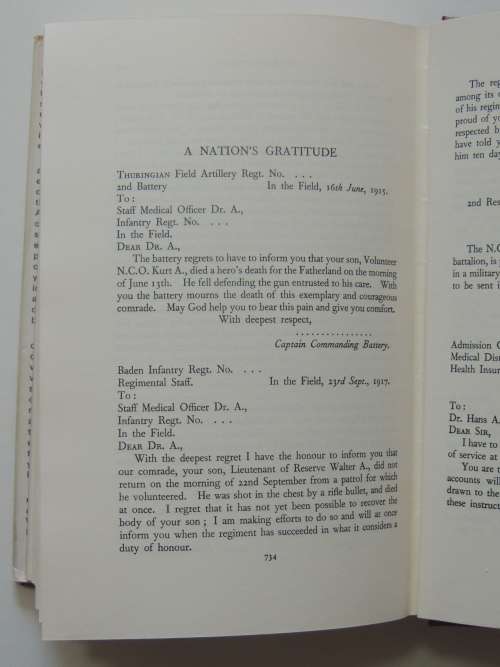 A NATION'S GRATITUDE
THURINGIAN Field Artillery Regt. No. . . .
2nd Battery In the Field, 16th June, 1915.
To :
Staff Medical Officer Dr. A.,
Infantry Regt. No. . . .
In the Field.
DEAR DR. A.,
The battery regrets to have to inform you that your son, Volunteer
N.C.O. Kurt A., died a hero's death for the Fatherland on the morning
of June 15th. He fell defending the gun entrusted to his care. With
you the battery mourns the death of this exemplary and courageous
comrade. May God help you to bear this pain and give you comfort.
With deepest respect,
. . . . . . . . . . . . . . .
Captain Commanding Battery.
Baden Infantry Regt. No. . . .
Regimental Staff. In the Field, 23rd Sept., 1917.
To :
Staff Medical Officer Dr. A.,
Infantry Regt. No. . . .
In the Field.
DEAR DR. A.,
With the deepest regret I have the honour to inform you that
our comrade, your son, Lieutenant of Reserve Walter A., did not
return on the morning of 22nd September from a patrol for which
he volunteered. He was shot in the chest by a rifle bullet, and died
at once. I regret that it has not yet been possible to recover the
body of your son ; I am making efforts to do so and will at once
inform you when the regiment has succeeded in what it considers a
duty of honour.
734
The reg
among its o
of his regim
proud of yo
respected b
have told y
him ten day
and Res
The N.C
battalion, is
in a military
to be sent i
Admission C
Medical Dis
Health Insur
To :
Dr. Hans A.
DEAR SIR,
I have to
of service at
You are t
accounts will
drawn to the
these instruct